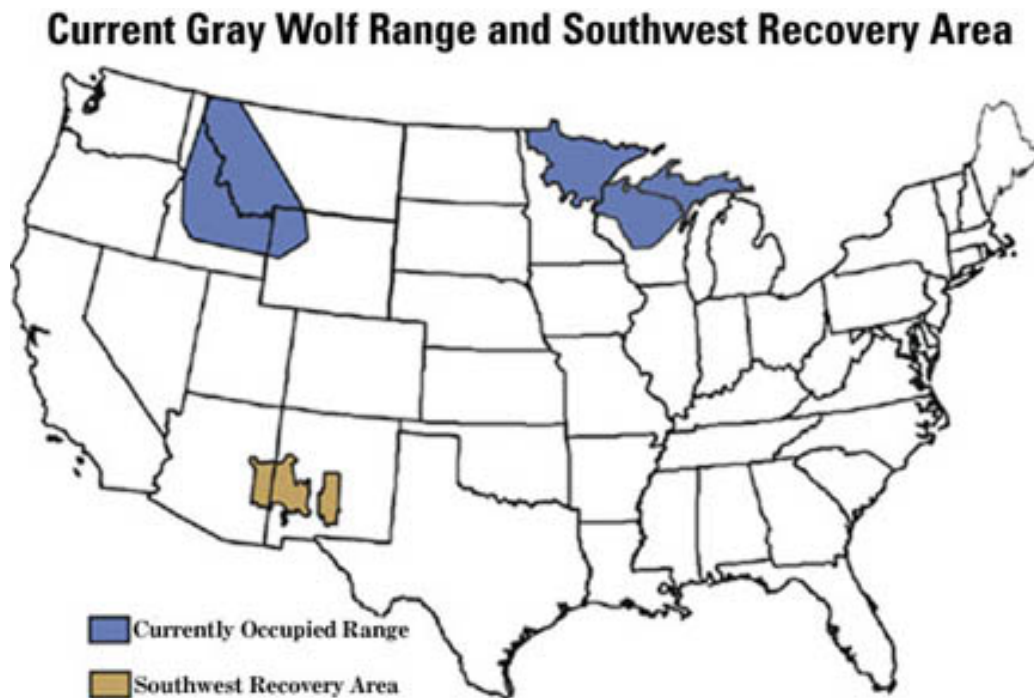 Current Gray Wolf Range and Southwest Recovery Area
Currently Occupied Range
Southwest Recovery Area